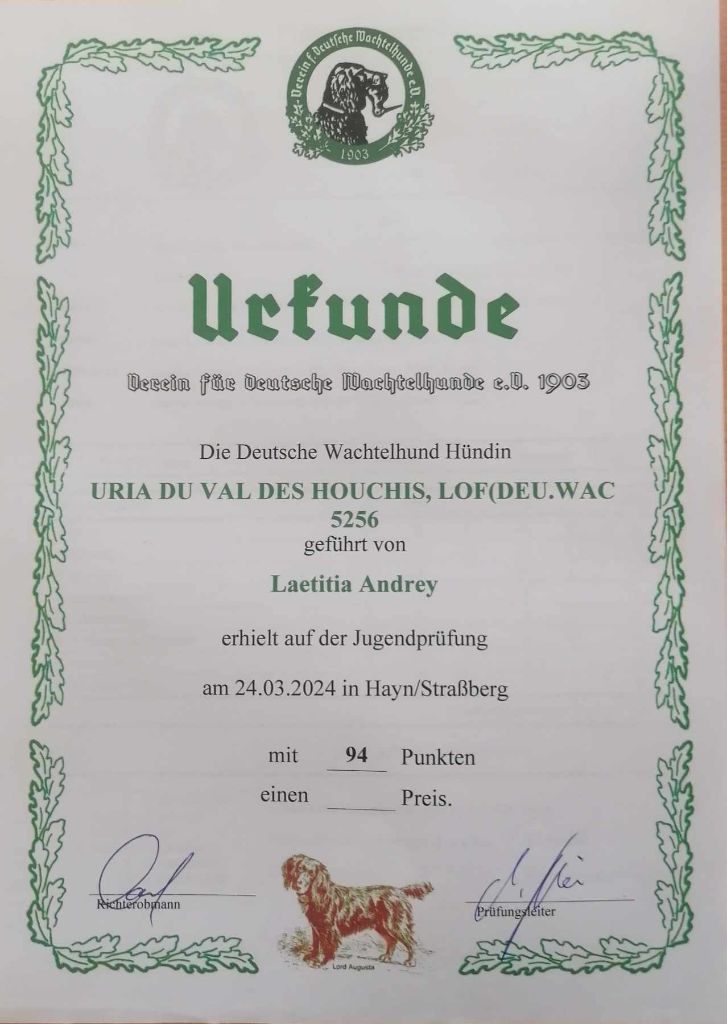 Verein f. Deutsche Wachtelhunde e.V.
1903
Urkunde
Verein für deutsche Wachtelhunde e.V. 1903
Die Deutsche Wachtelhund Hündin
URIA DU VAL DES HOUCHIS, LOF(DEU.WAC
5256
geführt von
Laetitia Andrey
erhielt auf der Jugendprüfung
am 24.03.2024 in Hayn/Straßberg
mit 94 Punkten
einen ______ Preis.
Richterobmann
Prüfungsleiter
Lord Augusta